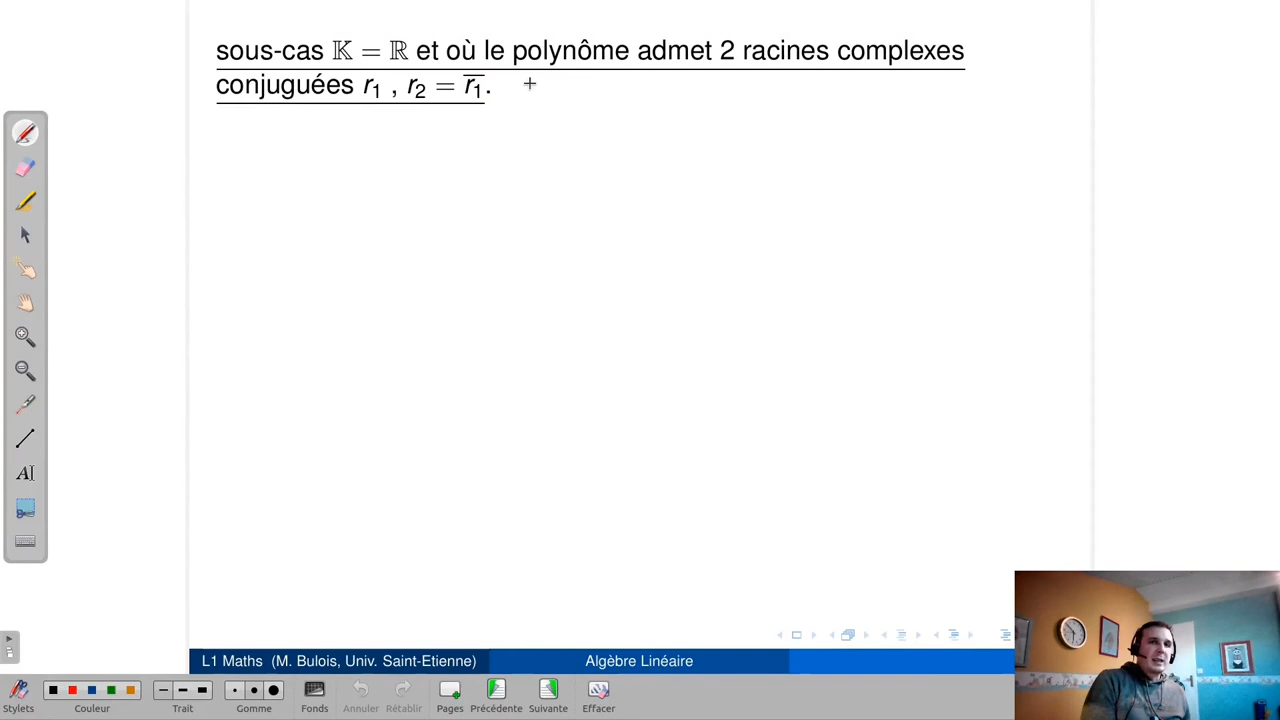 sous-cas 𝕂 = ℝ et où le polynôme admet 2 racines complexes
conjuguées r₁ , r₂ = r̅₁.
L1 Maths (M. Bulois, Univ. Saint-Etienne)
Algèbre Linéaire
Stylets
Couleur
Trait
Gomme
Fonds
Annuler
Rétablir
Pages
Précédente
Suivante
Effacer